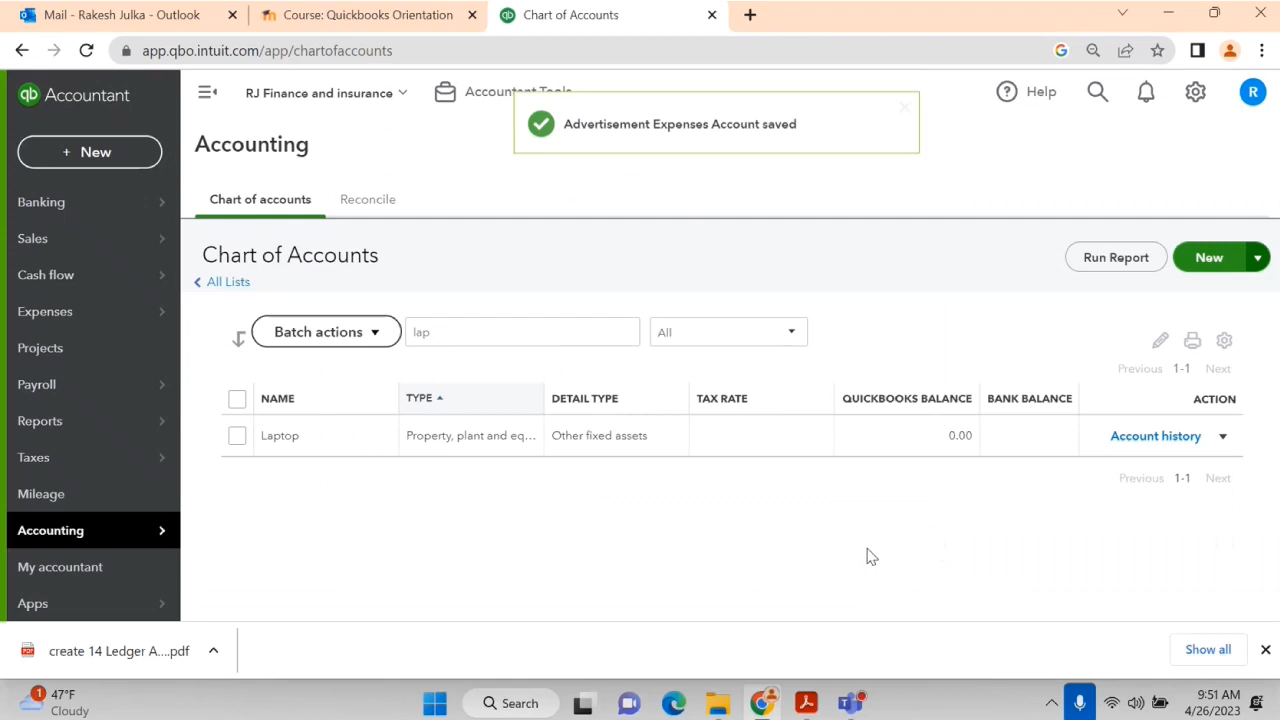 Mail - Rakesh Julka - Outlook
Course: Quickbooks Orientation
qb Chart of Accounts
app.qbo.intuit.com/app/chartofaccounts
qb Accountant
RJ Finance and insurance
Accountant Tools
Help
R
Advertisement Expenses Account saved
+ New
Accounting
Banking
Sales
Cash flow
Expenses
Projects
Payroll
Reports
Taxes
Mileage
Accounting
My accountant
Apps
Chart of accounts
Reconcile
Chart of Accounts
Run Report
New
All Lists
Batch actions
lap
All
Previous 1-1 Next
NAME TYPE DETAIL TYPE TAX RATE QUICKBOOKS BALANCE BANK BALANCE ACTION
Laptop Property, plant and eq... Other fixed assets 0.00 Account history
Previous 1-1 Next
create 14 Ledger A....pdf
Show all
1
47°F
Cloudy
Search
9:51 AM
4/26/2023